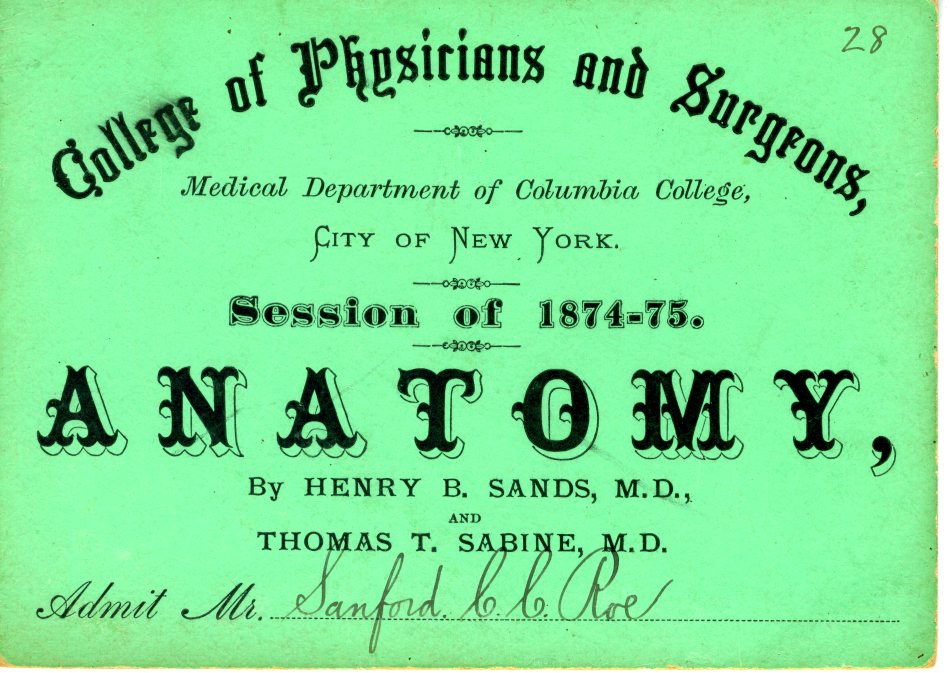 28
College of Physicians and Surgeons,
Medical Department of Columbia College,
CITY OF NEW YORK.
Session of 1874-75.
ANATOMY,
By HENRY B. SANDS, M.D.,
AND
THOMAS T. SABINE, M.D.
Admit Mr. Sanford. C. C. Roe